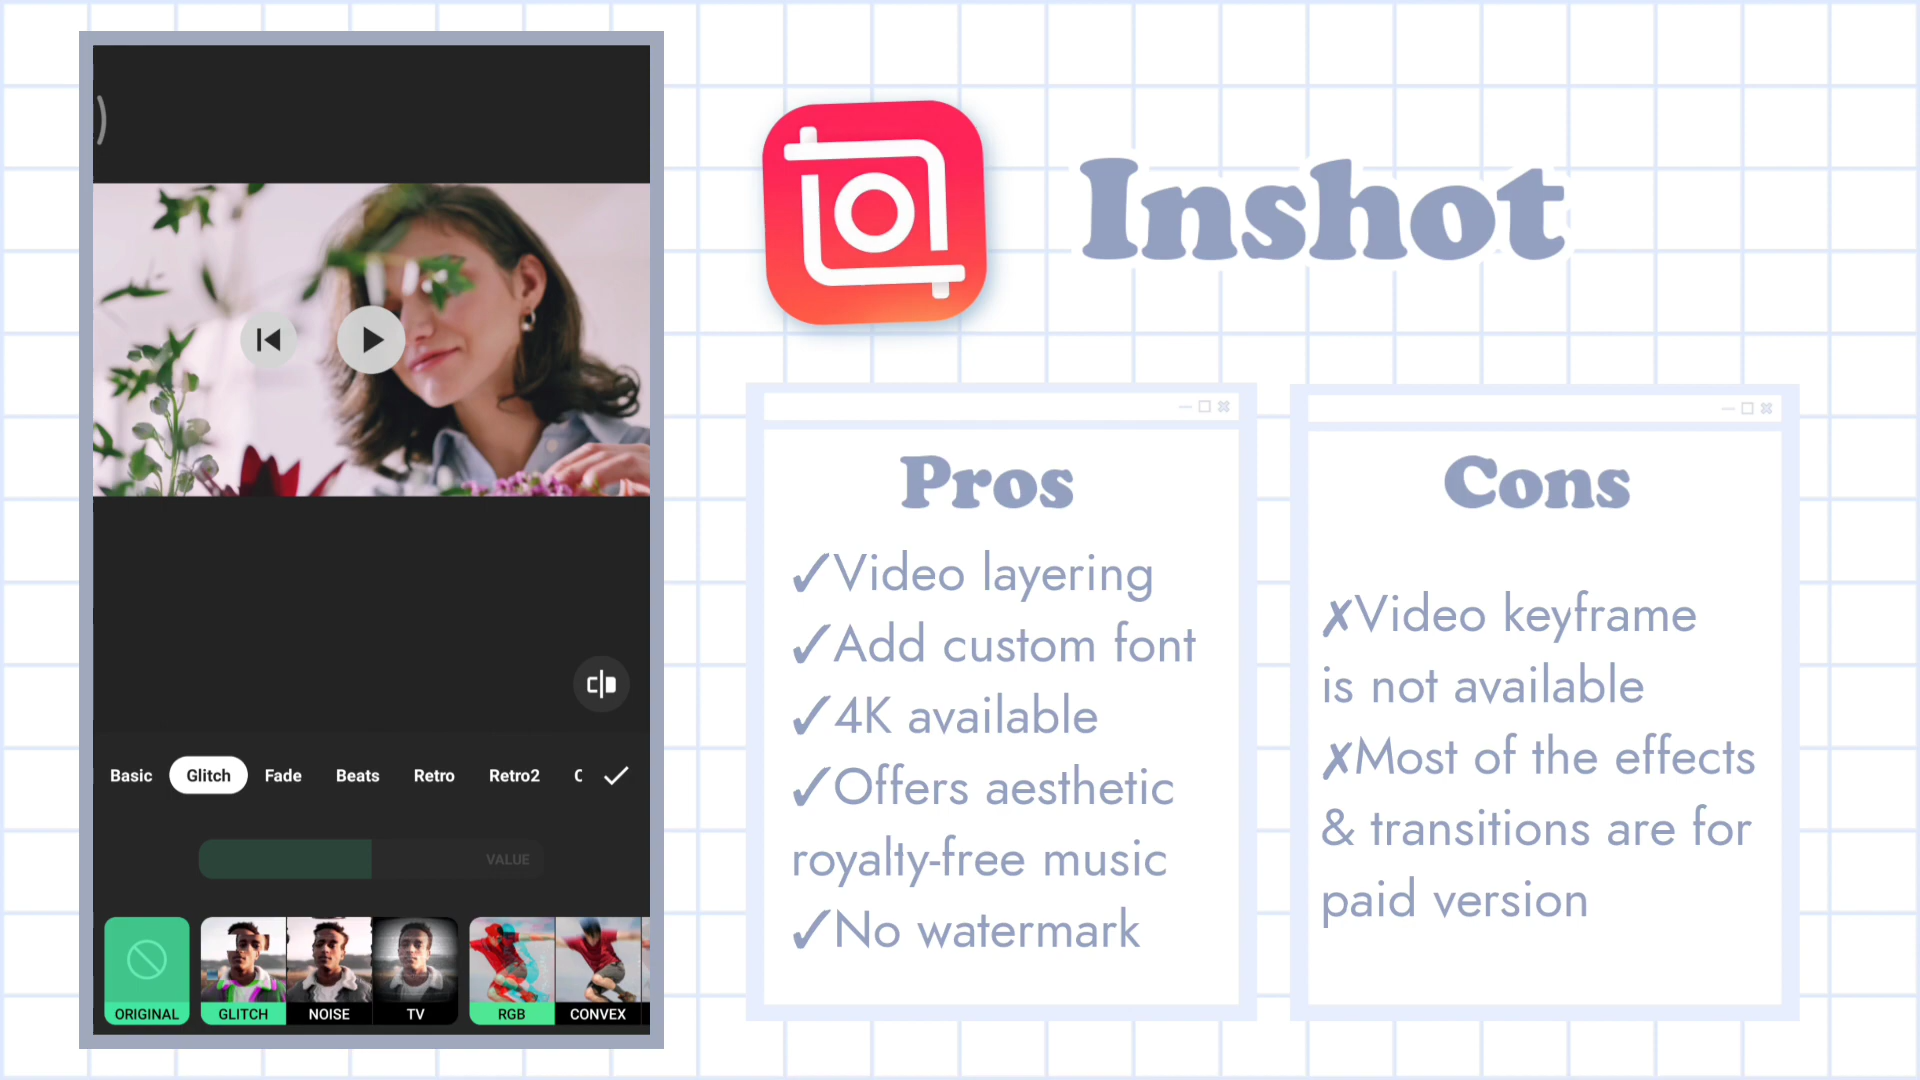 Inshot
Basic Glitch Fade Beats Retro Retro2
VALUE
ORIGINAL GLITCH NOISE TV RGB CONVEX
Pros
✓Video layering
✓Add custom font
✓4K available
✓Offers aesthetic
royalty-free music
✓No watermark
Cons
✗Video keyframe
is not available
✗Most of the effects
& transitions are for
paid version